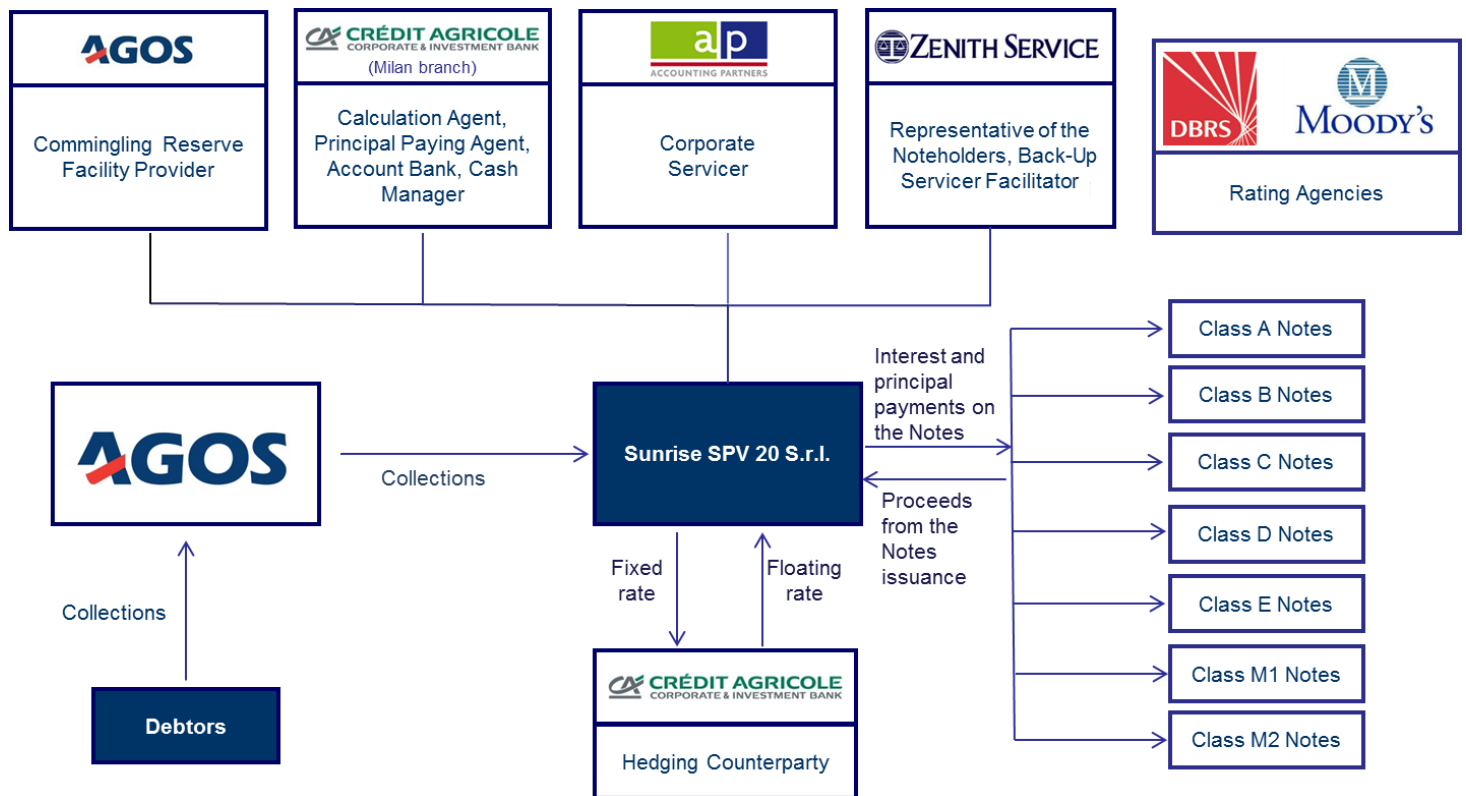 AGOS
Commingling Reserve
Facility Provider
CA CRÉDIT AGRICOLE
CORPORATE & INVESTMENT BANK
(Milan branch)
Calculation Agent,
Principal Paying Agent,
Account Bank, Cash
Manager
a p
ACCOUNTING PARTNERS
Corporate
Servicer
ZENITH SERVICE
Representative of the
Noteholders, Back-Up
Servicer Facilitator
DBRS
M
MOODY'S
Rating Agencies
AGOS
Collections
Collections
Debtors
Sunrise SPV 20 S.r.l.
Fixed
rate
Floating
rate
CA CRÉDIT AGRICOLE
CORPORATE & INVESTMENT BANK
Hedging Counterparty
Interest and
principal
payments on
the Notes
Proceeds
from the
Notes
issuance
Class A Notes
Class B Notes
Class C Notes
Class D Notes
Class E Notes
Class M1 Notes
Class M2 Notes